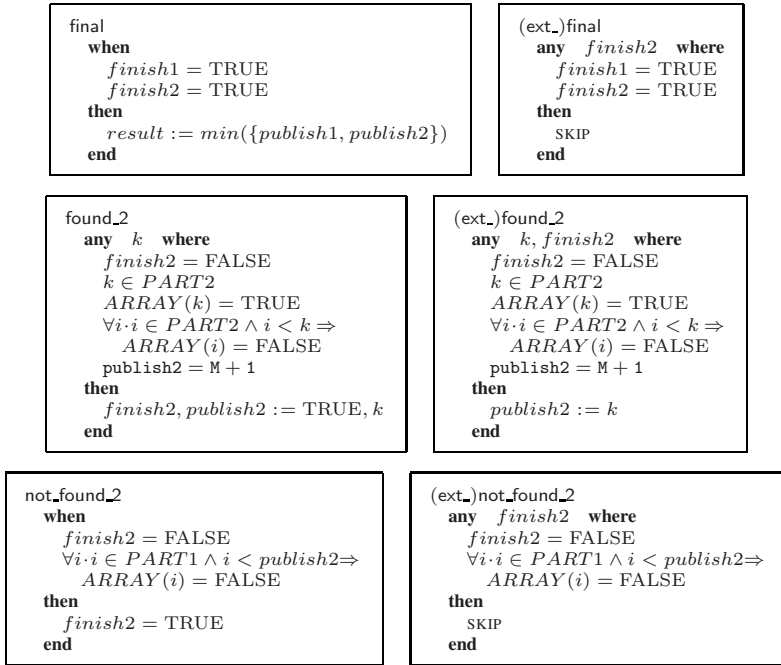 final
when
finish1 = TRUE
finish2 = TRUE
then
result := min({publish1, publish2})
end
(ext_)final
any finish2 where
finish1 = TRUE
finish2 = TRUE
then
SKIP
end
found_2
any k where
finish2 = FALSE
k ∈ PART2
ARRAY(k) = TRUE
∀i·i ∈ PART2 ∧ i < k ⇒
ARRAY(i) = FALSE
publish2 = M + 1
then
finish2, publish2 := TRUE, k
end
(ext_)found_2
any k, finish2 where
finish2 = FALSE
k ∈ PART2
ARRAY(k) = TRUE
∀i·i ∈ PART2 ∧ i < k ⇒
ARRAY(i) = FALSE
publish2 = M + 1
then
publish2 := k
end
not_found_2
when
finish2 = FALSE
∀i·i ∈ PART1 ∧ i < publish2⇒
ARRAY(i) = FALSE
then
finish2 = TRUE
end
(ext_)not_found_2
any finish2 where
finish2 = FALSE
∀i·i ∈ PART1 ∧ i < publish2⇒
ARRAY(i) = FALSE
then
SKIP
end